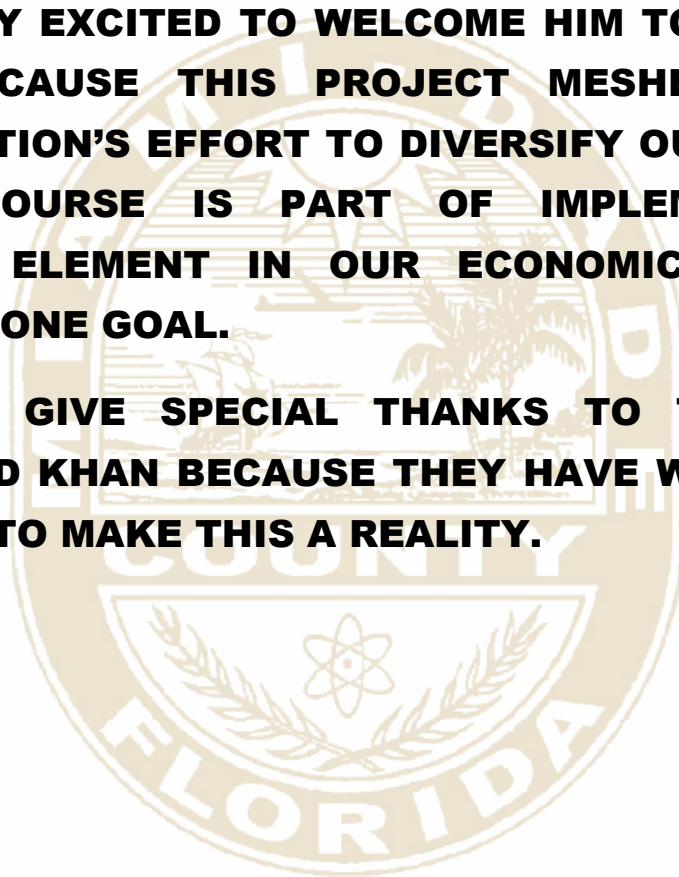 Y EXCITED TO WELCOME HIM TO
CAUSE THIS PROJECT MESHE
TION'S EFFORT TO DIVERSIFY OU
OURSE IS PART OF IMPLEM
ELEMENT IN OUR ECONOMIC
ONE GOAL.
GIVE SPECIAL THANKS TO T
D KHAN BECAUSE THEY HAVE W
TO MAKE THIS A REALITY.
MIAMI DADE
COUNTY
FLORIDA